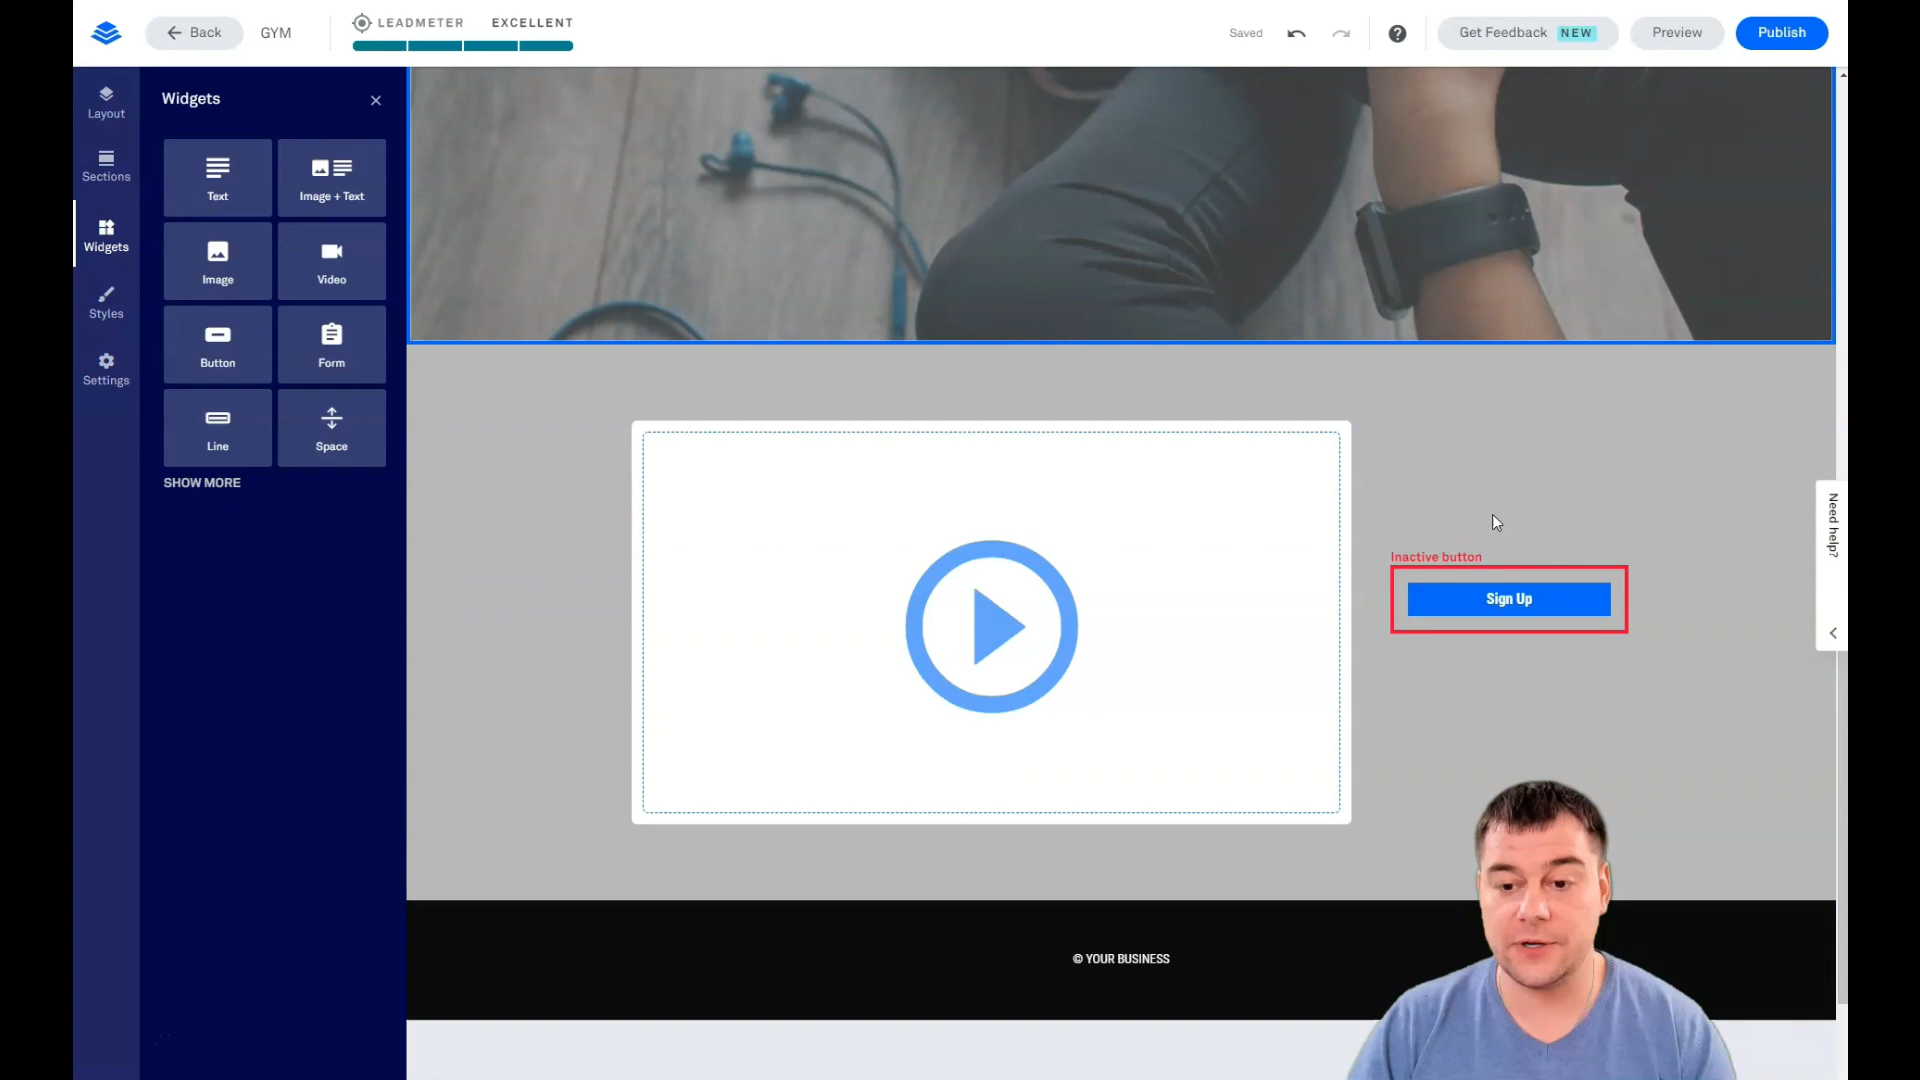 Back
GYM
LEADMETER EXCELLENT
Saved
Get Feedback NEW
Preview
Publish
Layout
Sections
Widgets
Styles
Settings
Widgets
Text
Image + Text
Image
Video
Button
Form
Line
Space
SHOW MORE
Inactive button
Sign Up
Need help?
© YOUR BUSINESS